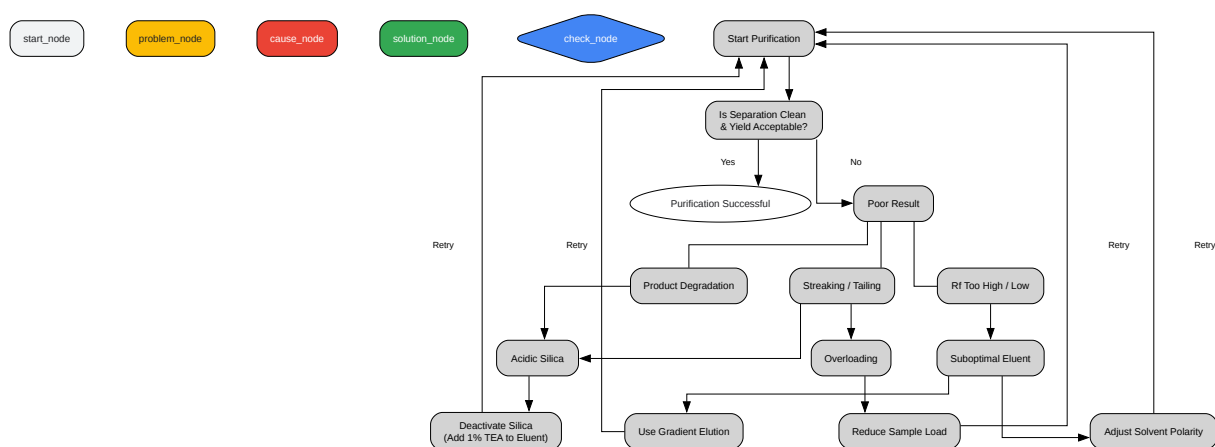 start_node
problem_node
cause_node
solution_node
check_node
Start Purification
Is Separation Clean
& Yield Acceptable?
Yes
No
Purification Successful
Poor Result
Retry
Retry
Retry
Retry
Product Degradation
Streaking / Tailing
Rf Too High / Low
Acidic Silica
Overloading
Suboptimal Eluent
Deactivate Silica
(Add 1% TEA to Eluent)
Use Gradient Elution
Reduce Sample Load
Adjust Solvent Polarity